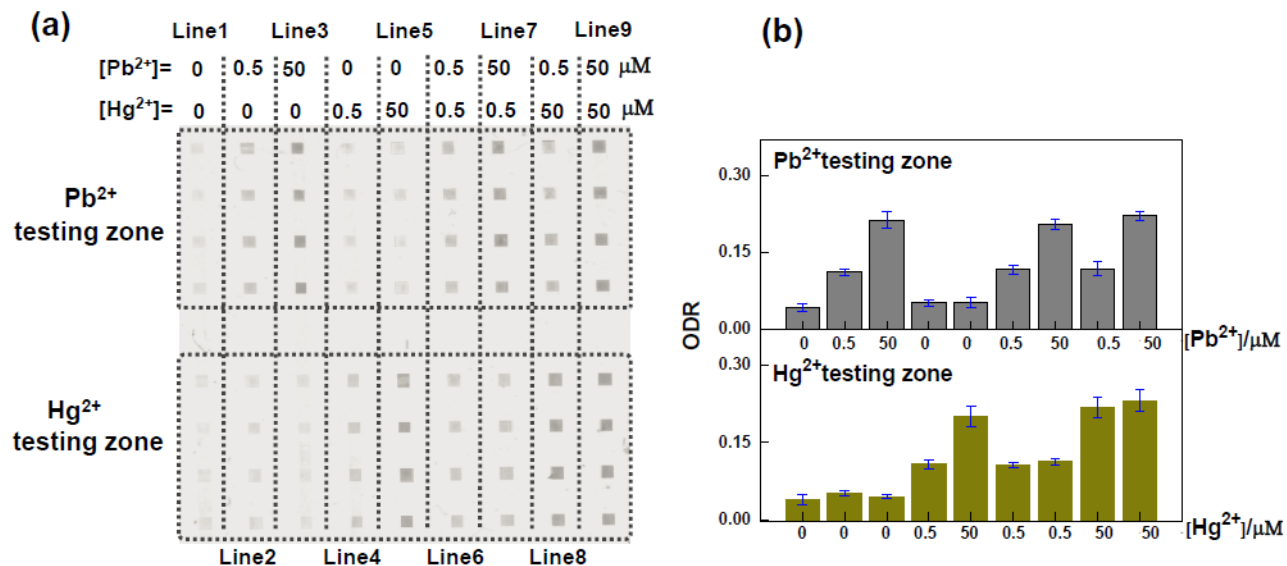 (a)
Line1 Line3 Line5 Line7 Line9
[Pb²⁺]= 0 0.5 50 0 0 0.5 50 0.5 50 µM
[Hg²⁺]= 0 0 0 0.5 50 0.5 0.5 50 50 µM
Pb²⁺
testing zone
Hg²⁺
testing zone
Line2 Line4 Line6 Line8
(b)
ODR
Pb²⁺testing zone
0.30
0.15
0.00
0 0.5 50 0 0 0.5 50 0.5 50 [Pb²⁺]/µM
Hg²⁺testing zone
0.30
0.15
0.00
0 0 0 0.5 50 0.5 0.5 50 50 [Hg²⁺]/µM